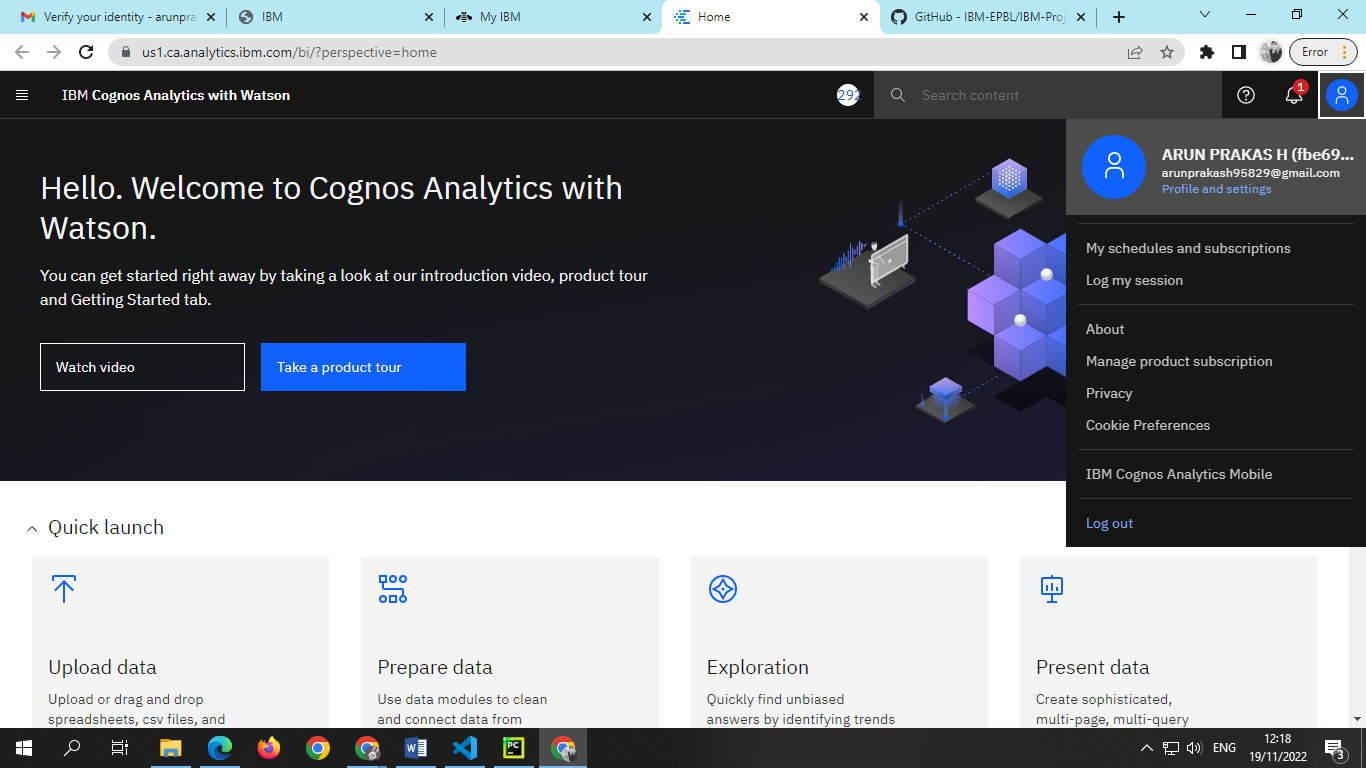 Verify your identity - arunpra
IBM
My IBM
Home
GitHub - IBM-EPBL/IBM-Proj
us1.ca.analytics.ibm.com/bi/?perspective=home
Error
IBM Cognos Analytics with Watson
292
Search content
1
Hello. Welcome to Cognos Analytics with
Watson.
You can get started right away by taking a look at our introduction video, product tour
and Getting Started tab.
Watch video
Take a product tour
ARUN PRAKAS H (fbe69...
arunprakash95829@gmail.com
Profile and settings
My schedules and subscriptions
Log my session
About
Manage product subscription
Privacy
Cookie Preferences
IBM Cognos Analytics Mobile
Log out
Quick launch
Upload data
Upload or drag and drop
spreadsheets, csv files, and
Prepare data
Use data modules to clean
and connect data from
Exploration
Quickly find unbiased
answers by identifying trends
Present data
Create sophisticated,
multi-page, multi-query
W
PC
ENG
12:18
19/11/2022
3